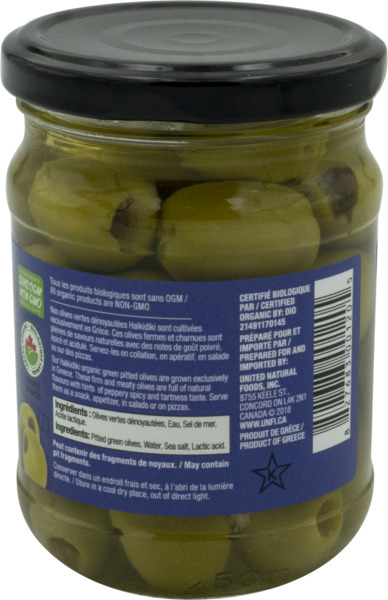 SANS OGM
NON GMO
Tous les produits biologiques sont sans OGM /
All organic products are NON-GMO
Nos olives vertes dénoyautées Halkidiki sont cultivées
exclusivement en Grèce. Ces olives fermes et charnues sont
pleines de saveurs naturelles avec des notes de goût poivré,
épicé et acidulé. Servez-les en collation, en apéritif, en salade
ou sur des pizzas.
Our Halkidiki organic green pitted olives are grown exclusively
in Greece. These firm and meaty olives are full of natural
flavours with hints of peppery spicy and tartness taste. Serve
them as a snack, appetizer, in salads or on pizzas.
Ingrédients : Olives vertes dénoyautées, Eau, Sel de mer,
Acide lactique.
Ingredients: Pitted green olives, Water, Sea salt, Lactic acid.
Peut contenir des fragments de noyaux. / May contain
pit fragments.
Conserver dans un endroit frais et sec, à l'abri de la lumière
directe. / Store in a cool dry place, out of direct light.
CERTIFIÉ BIOLOGIQUE
PAR / CERTIFIED
ORGANIC BY: DIO
21491170145
PRÉPARÉ POUR ET
IMPORTÉ PAR /
PREPARED FOR AND
IMPORTED BY:
UNITED NATURAL
FOODS, INC.
8755 KEELE ST.,
CONCORD ON L4K 2N1
CANADA © 2018
WWW.UNFI.CA
PRODUIT DE GRÈCE/
PRODUCT OF GREECE
K